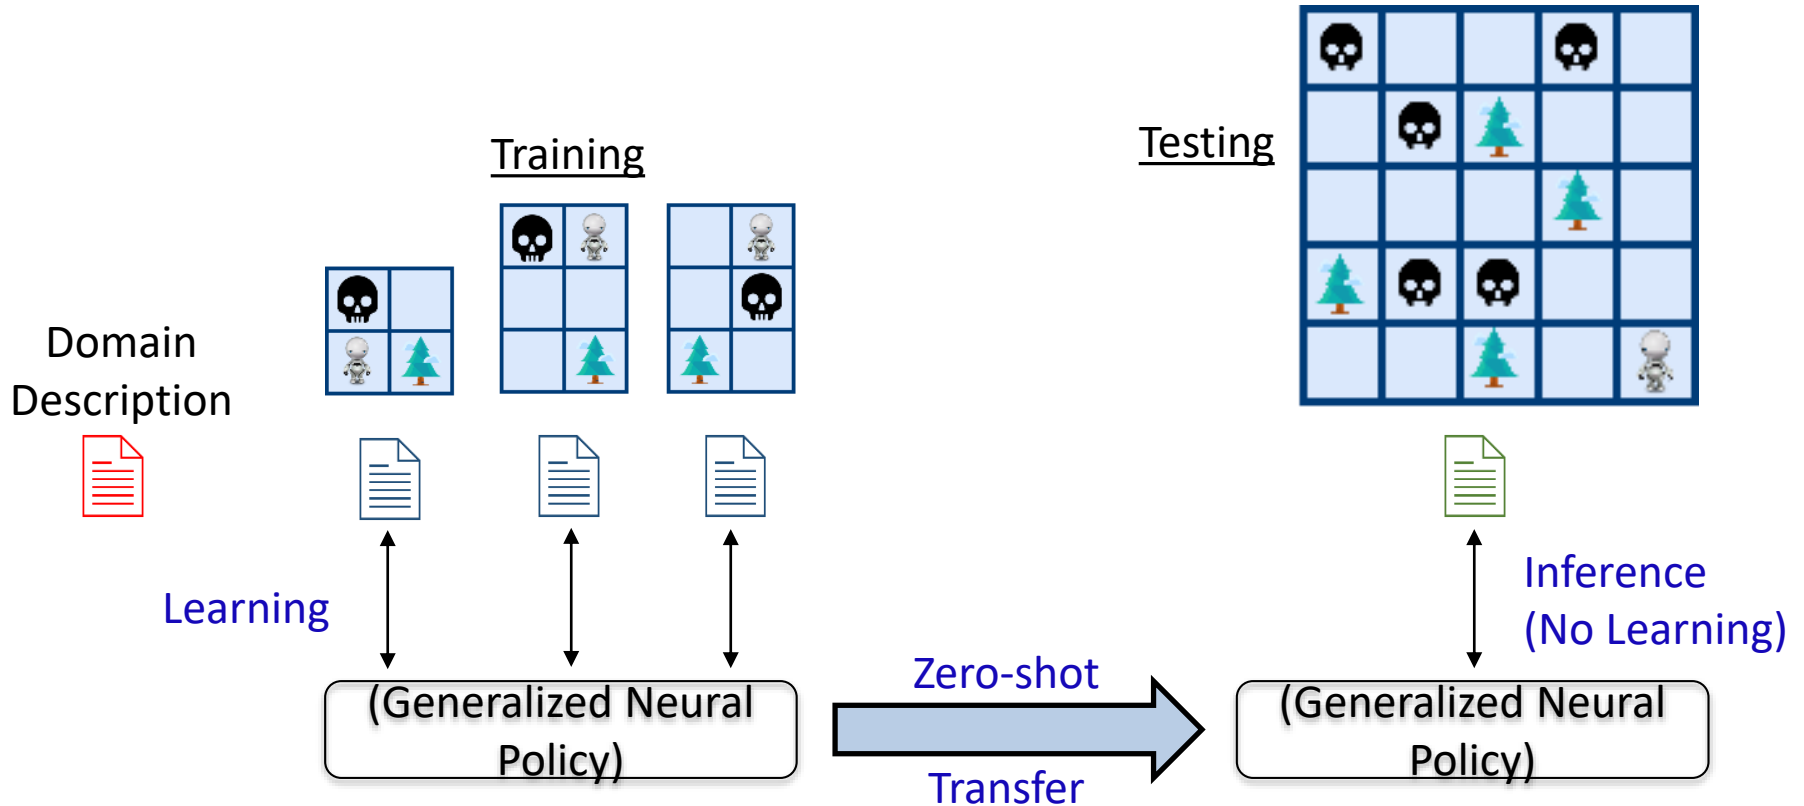 Training
Testing
Domain
Description
Learning
Inference
(No Learning)
Zero-shot
Transfer
(Generalized Neural
Policy)
(Generalized Neural
Policy)